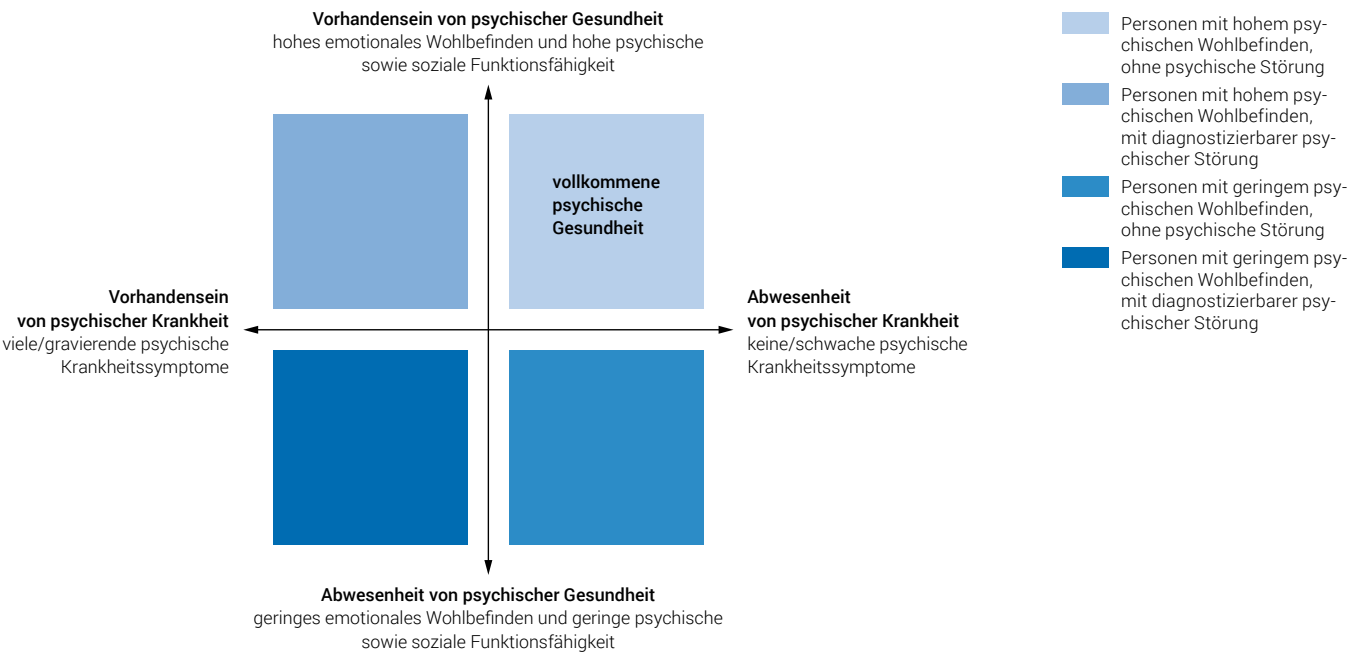 Vorhandensein von psychischer Gesundheit
hohes emotionales Wohlbefinden und hohe psychische
sowie soziale Funktionsfähigkeit
vollkommene
psychische
Gesundheit
Vorhandensein
von psychischer Krankheit
viele/gravierende psychische
Krankheitssymptome
Abwesenheit
von psychischer Krankheit
keine/schwache psychische
Krankheitssymptome
Abwesenheit von psychischer Gesundheit
geringes emotionales Wohlbefinden und geringe psychische
sowie soziale Funktionsfähigkeit
Personen mit hohem psy-
chischen Wohlbefinden,
ohne psychische Störung
Personen mit hohem psy-
chischen Wohlbefinden,
mit diagnostizierbarer psy-
chischer Störung
Personen mit geringem psy-
chischen Wohlbefinden,
ohne psychische Störung
Personen mit geringem psy-
chischen Wohlbefinden,
mit diagnostizierbarer psy-
chischer Störung